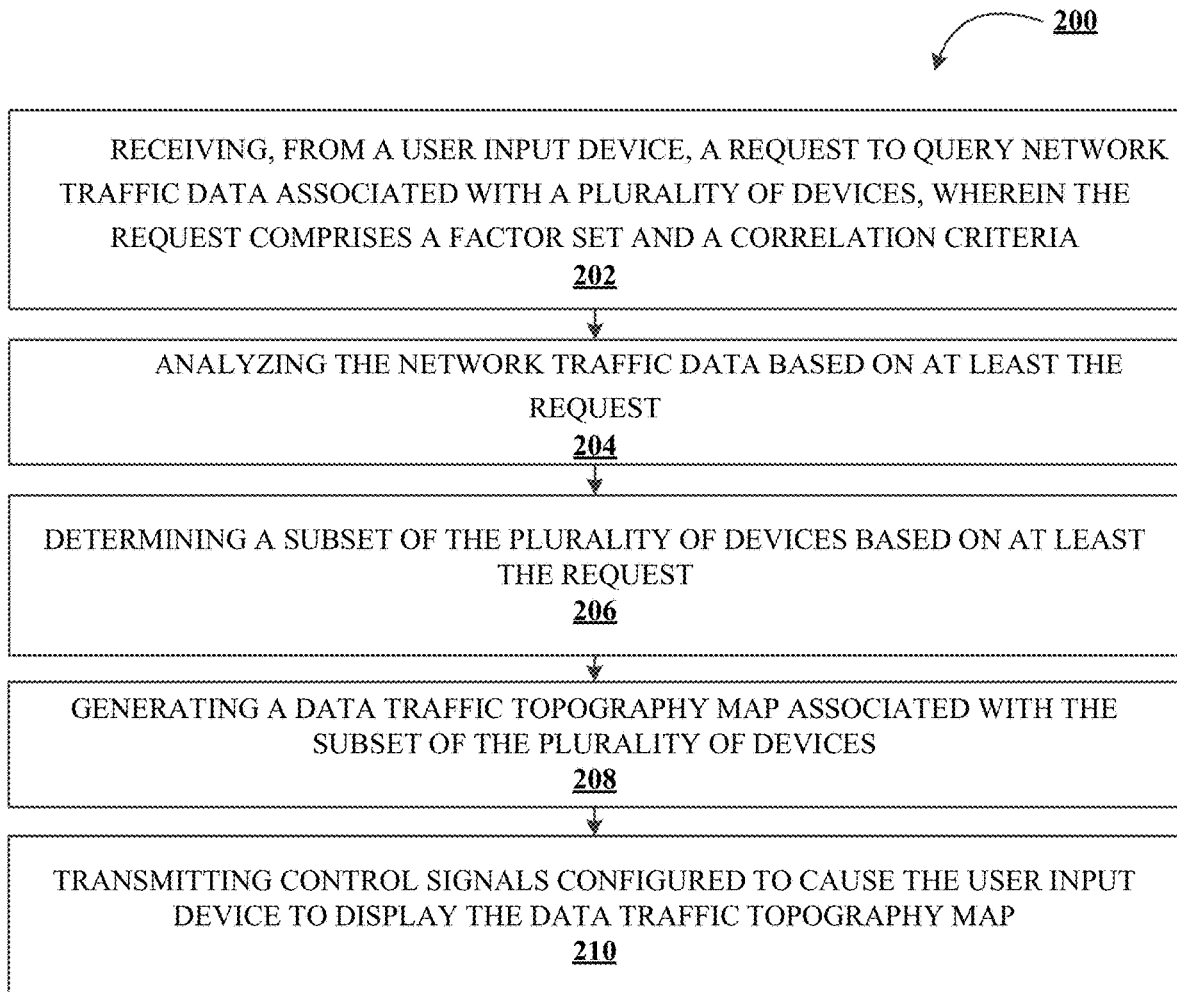 200
RECEIVING, FROM A USER INPUT DEVICE, A REQUEST TO QUERY NETWORK
TRAFFIC DATA ASSOCIATED WITH A PLURALITY OF DEVICES, WHEREIN THE
REQUEST COMPRISES A FACTOR SET AND A CORRELATION CRITERIA
202
ANALYZING THE NETWORK TRAFFIC DATA BASED ON AT LEAST THE
REQUEST
204
DETERMINING A SUBSET OF THE PLURALITY OF DEVICES BASED ON AT LEAST
THE REQUEST
206
GENERATING A DATA TRAFFIC TOPOGRAPHY MAP ASSOCIATED WITH THE
SUBSET OF THE PLURALITY OF DEVICES
208
TRANSMITTING CONTROL SIGNALS CONFIGURED TO CAUSE THE USER INPUT
DEVICE TO DISPLAY THE DATA TRAFFIC TOPOGRAPHY MAP
210